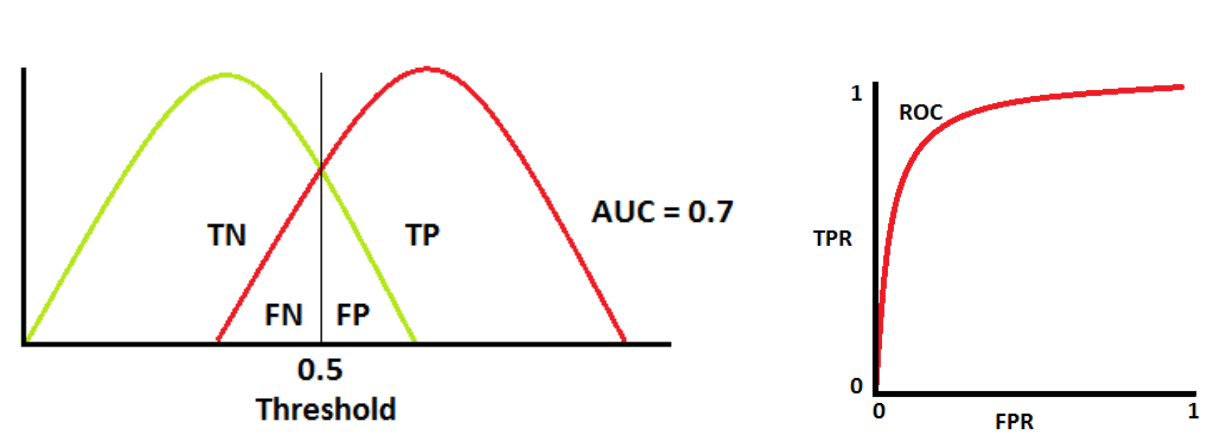 TN
TP
FN
FP
0.5
Threshold
AUC = 0.7
1
ROC
TPR
0
0
FPR
1